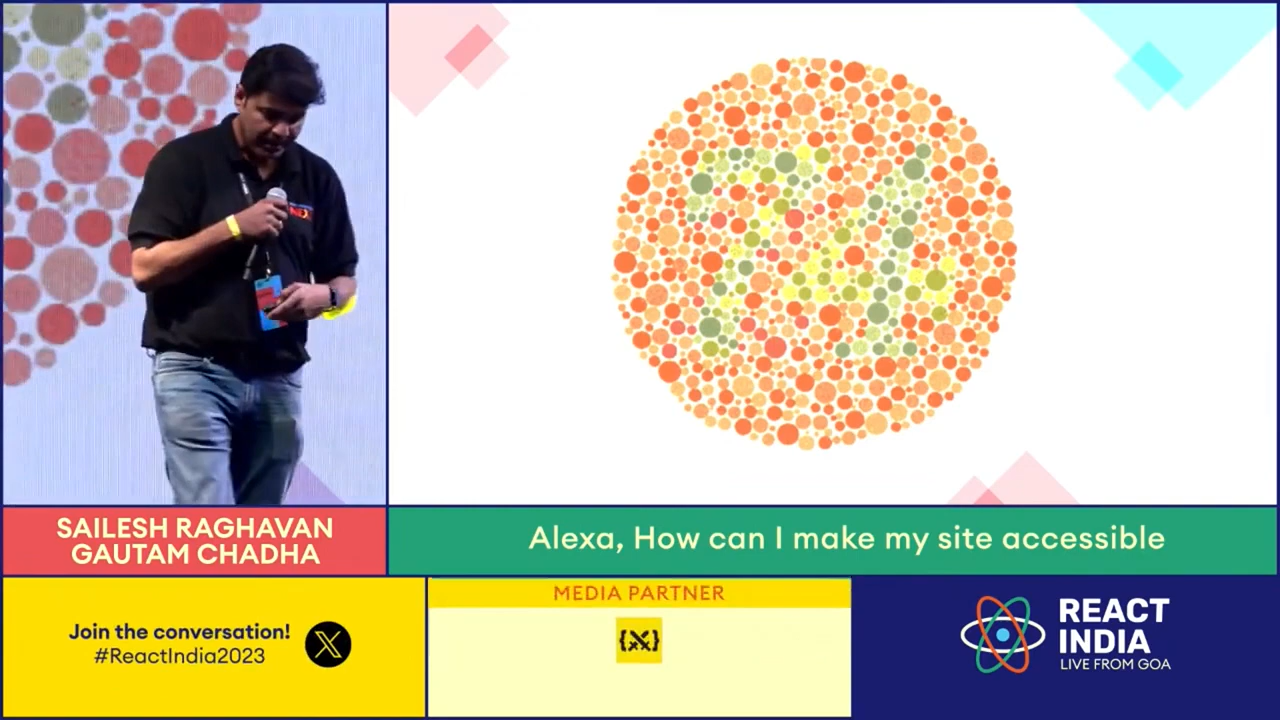 74
SAILESH RAGHAVAN
GAUTAM CHADHA
Alexa, How can I make my site accessible
Join the conversation!
#ReactIndia2023
MEDIA PARTNER
REACT
INDIA
LIVE FROM GOA